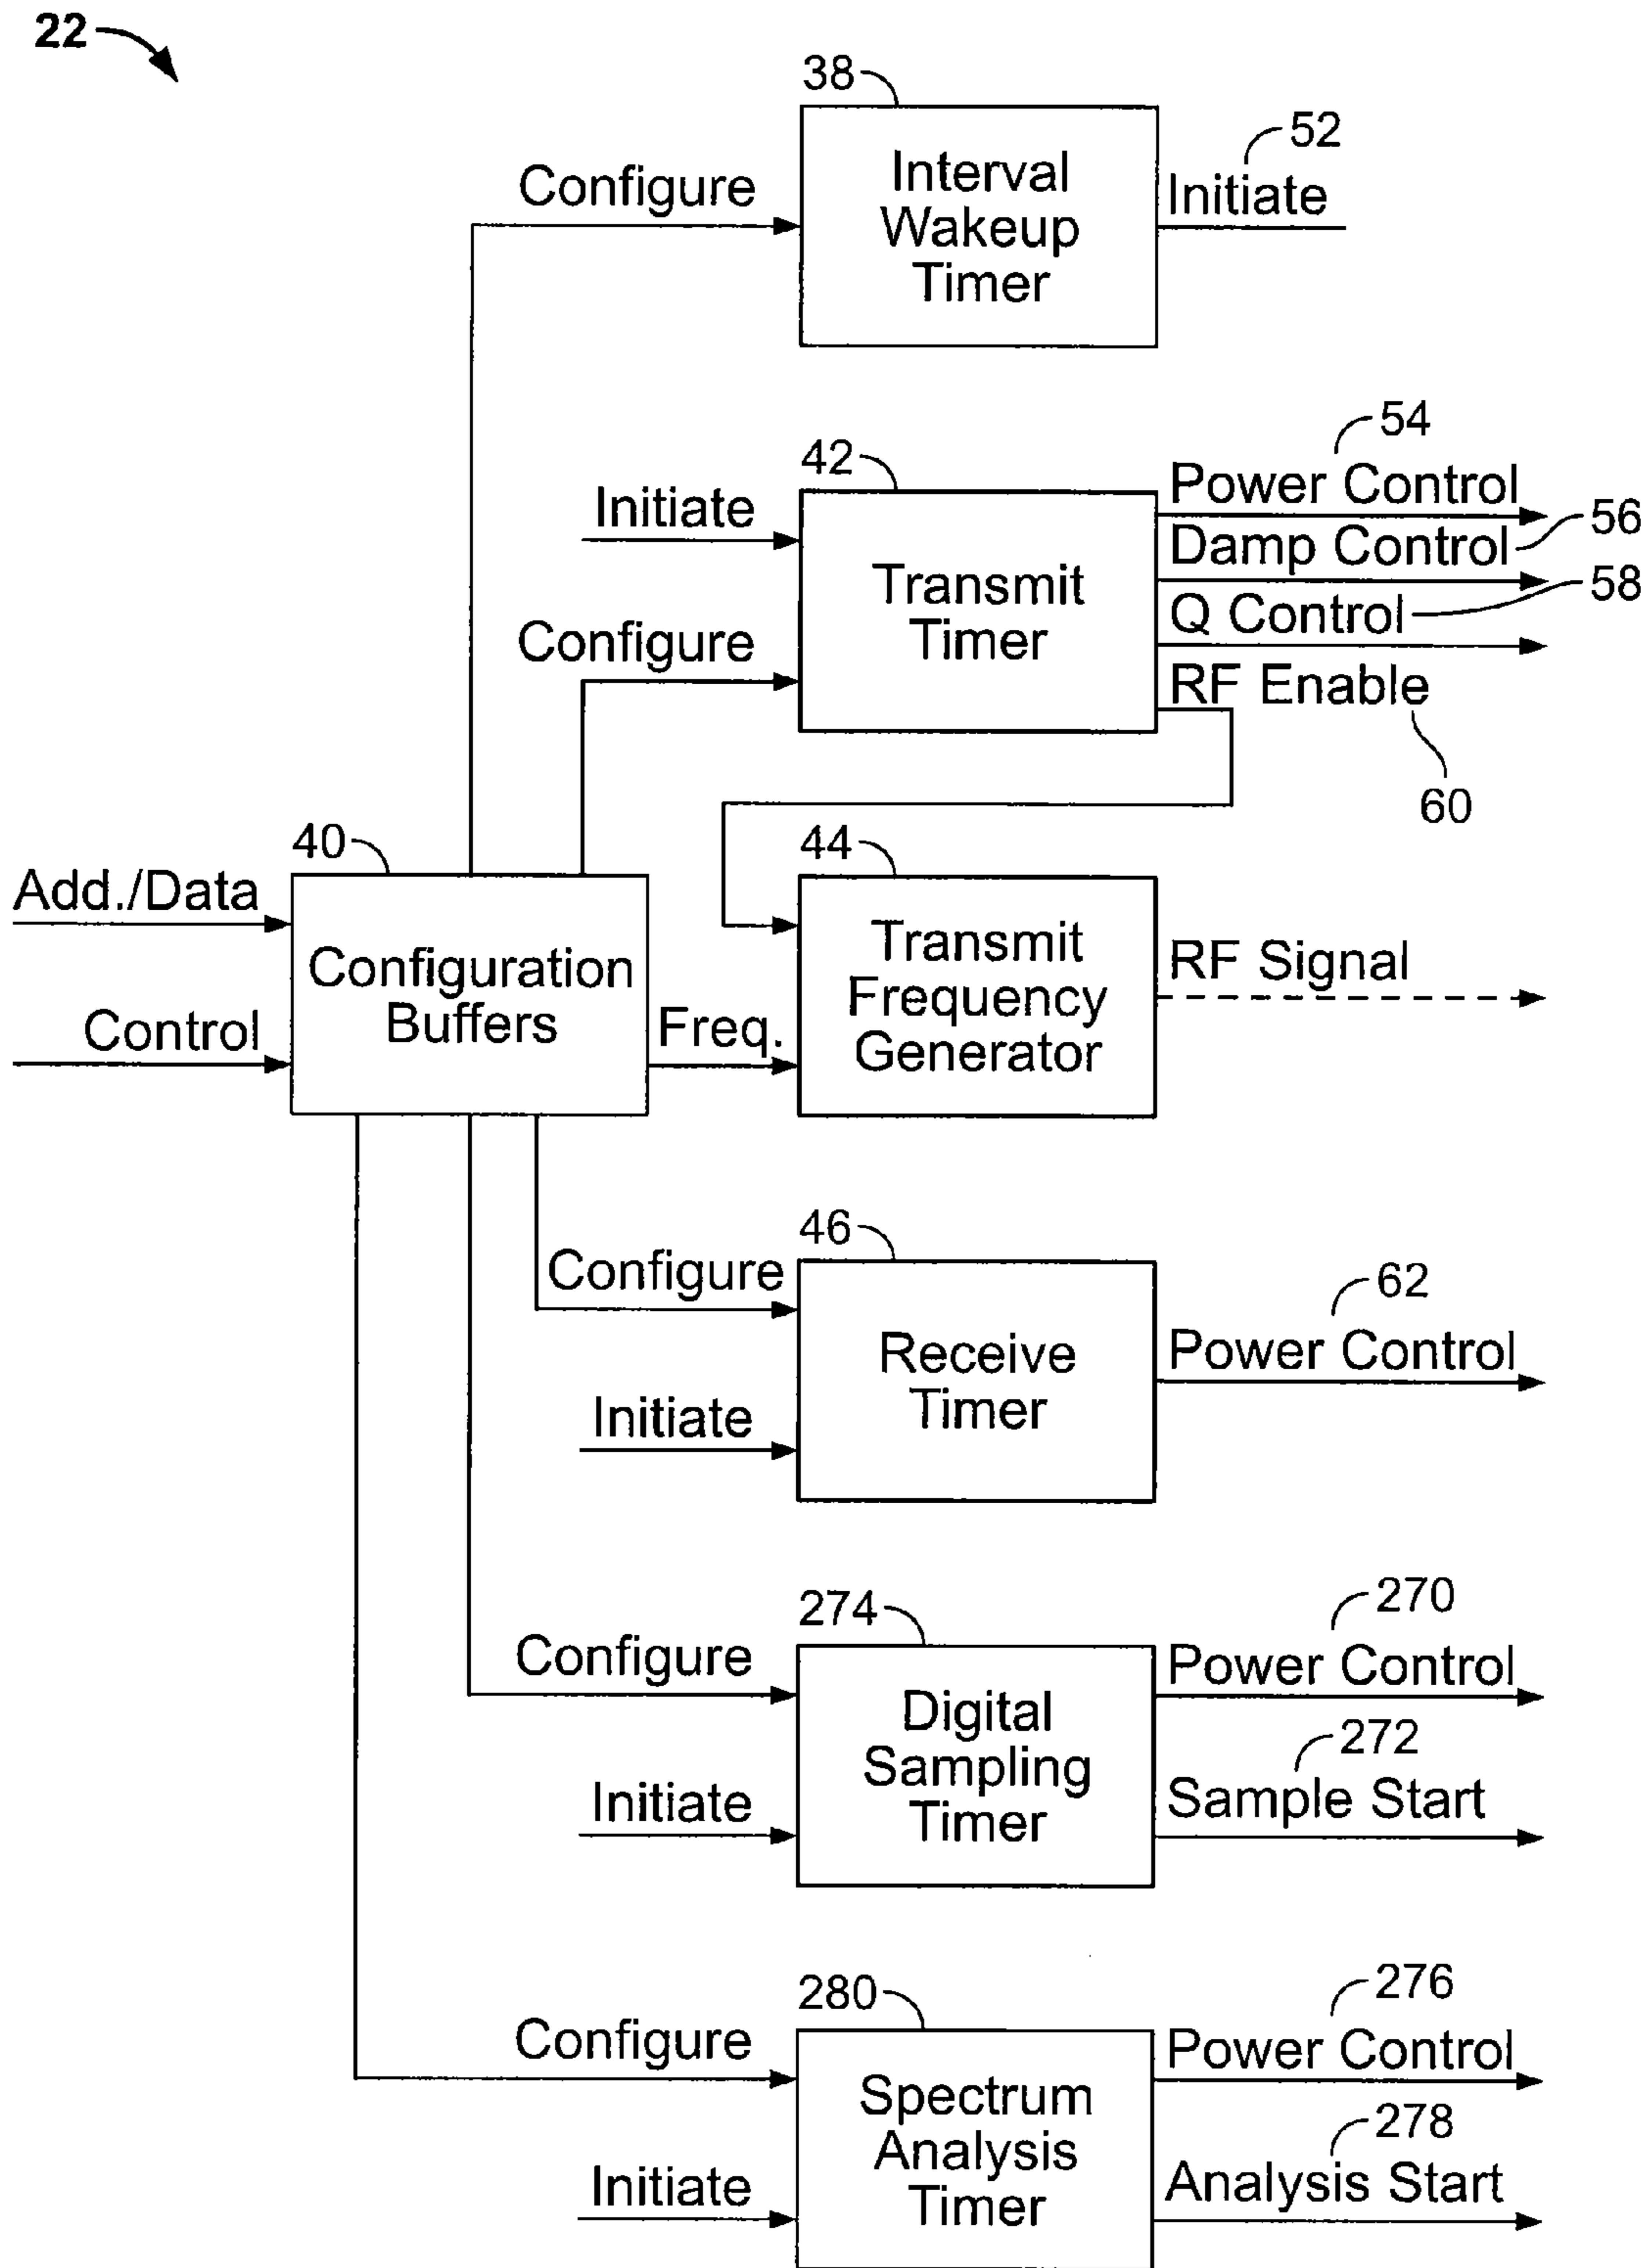 22
38
52
Configure
Interval
Wakeup
Timer
Initiate
54
42
Power Control
56
Initiate
Damp Control
58
Transmit
Timer
Q Control
Configure
RF Enable
60
40
44
Add./Data
Configuration
Buffers
Control
Freq.
Transmit
Frequency
Generator
RF Signal
46
62
Configure
Receive
Timer
Power Control
Initiate
274
270
Configure
Power Control
Digital
Sampling
Timer
272
Initiate
Sample Start
280
276
Configure
Power Control
Spectrum
Analysis
Timer
278
Initiate
Analysis Start